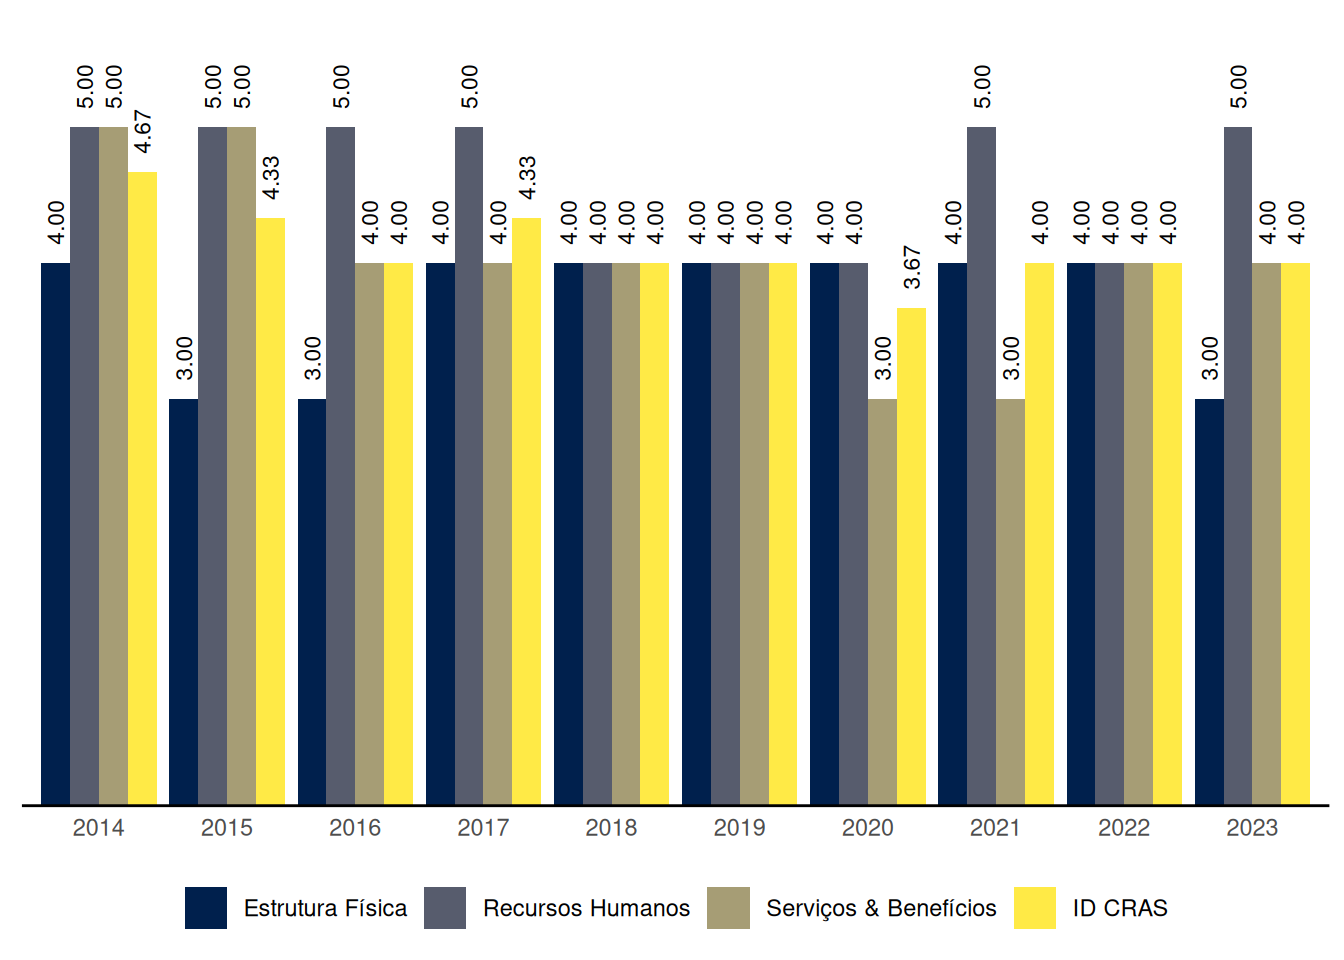 4.00 5.00 5.00 4.67 3.00 5.00 5.00 4.33 3.00 5.00 4.00 4.00 4.00 5.00 4.00 4.33 4.00 4.00 4.00 4.00 4.00 4.00 4.00 4.00 4.00 4.00 3.00 3.67 4.00 5.00 3.00 4.00 4.00 4.00 4.00 4.00 3.00 5.00 4.00 4.00
2014 2015 2016 2017 2018 2019 2020 2021 2022 2023
Estrutura Física Recursos Humanos Serviços & Benefícios ID CRAS